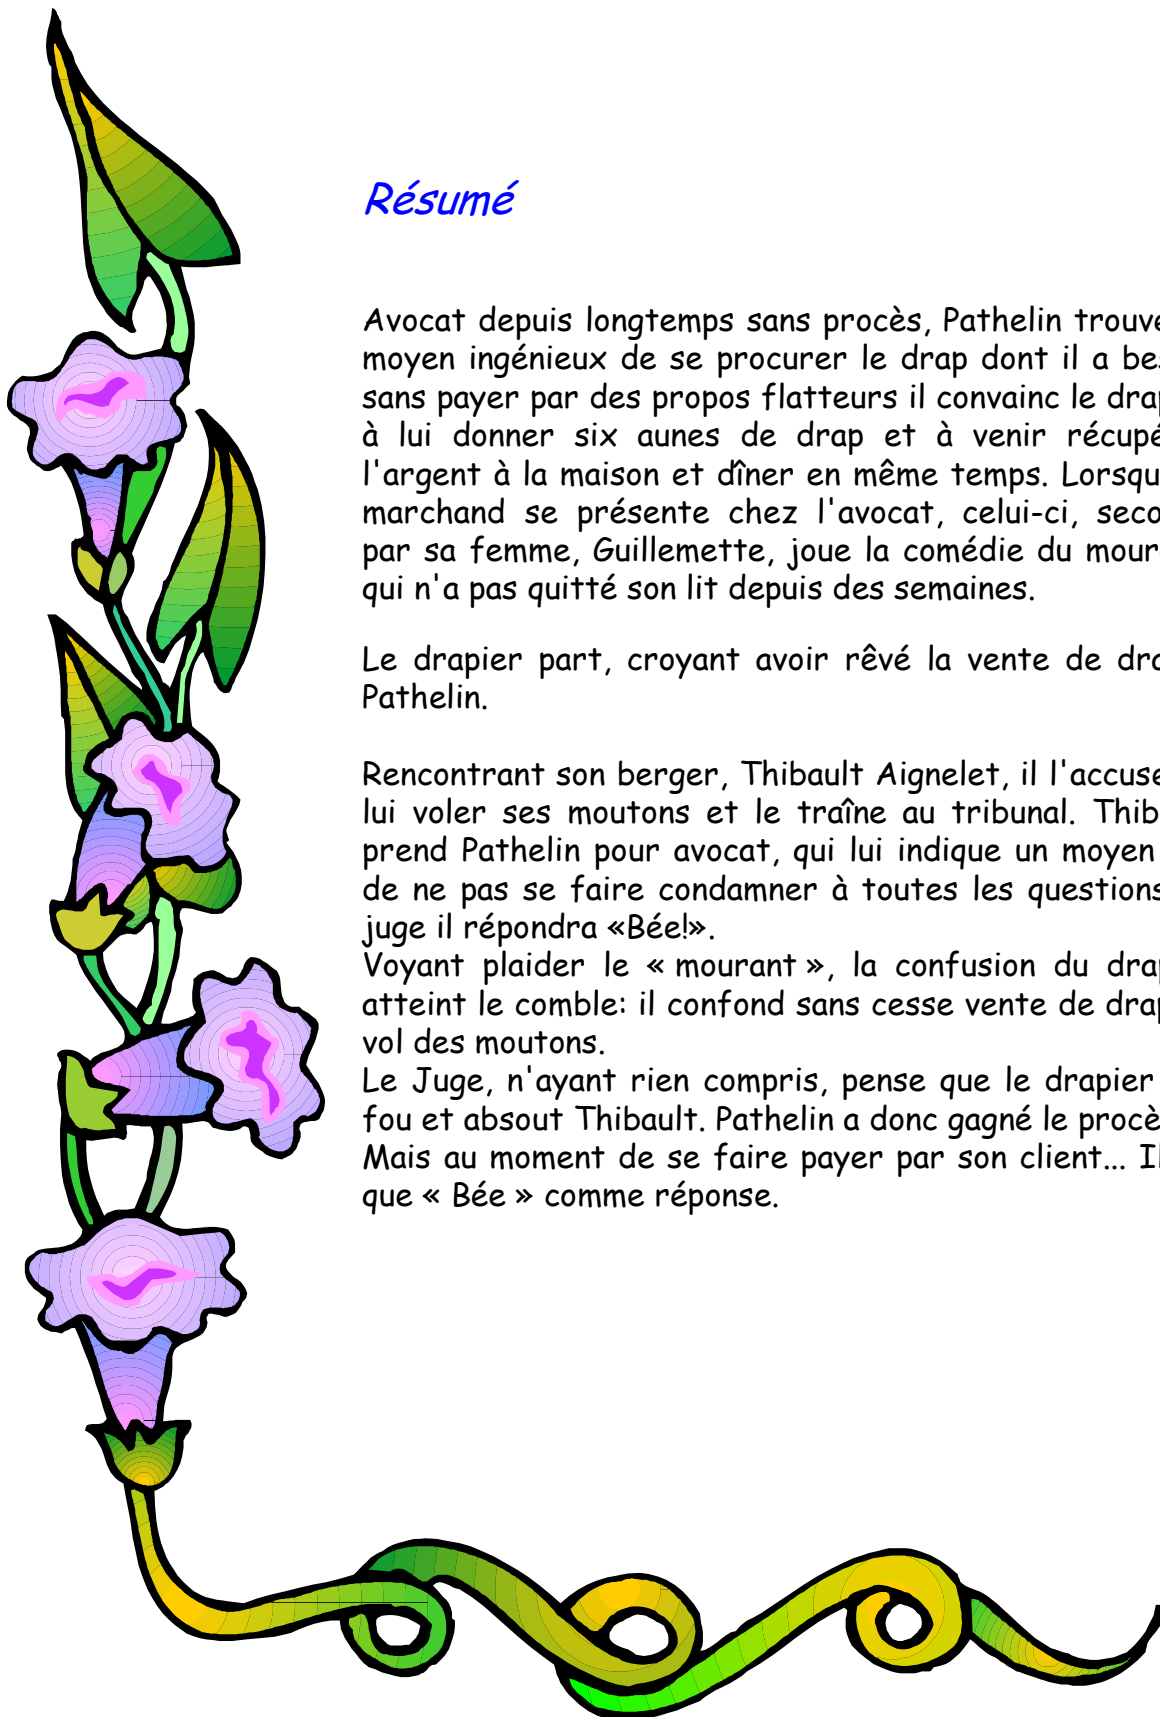 Résumé
Avocat depuis longtemps sans procès, Pathelin trouve
moyen ingénieux de se procurer le drap dont il a bes
sans payer par des propos flatteurs il convainc le drap
à lui donner six aunes de drap et à venir récupé
l'argent à la maison et dîner en même temps. Lorsqu
marchand se présente chez l'avocat, celui-ci, seco
par sa femme, Guillemette, joue la comédie du mour
qui n'a pas quitté son lit depuis des semaines.
Le drapier part, croyant avoir rêvé la vente de dra
Pathelin.
Rencontrant son berger, Thibault Aignelet, il l'accuse
lui voler ses moutons et le traîne au tribunal. Thib
prend Pathelin pour avocat, qui lui indique un moyen
de ne pas se faire condamner à toutes les questions
juge il répondra «Bée!».
Voyant plaider le « mourant », la confusion du drap
atteint le comble: il confond sans cesse vente de drap
vol des moutons.
Le Juge, n'ayant rien compris, pense que le drapier
fou et absout Thibault. Pathelin a donc gagné le procè
Mais au moment de se faire payer par son client... Il
que « Bée » comme réponse.